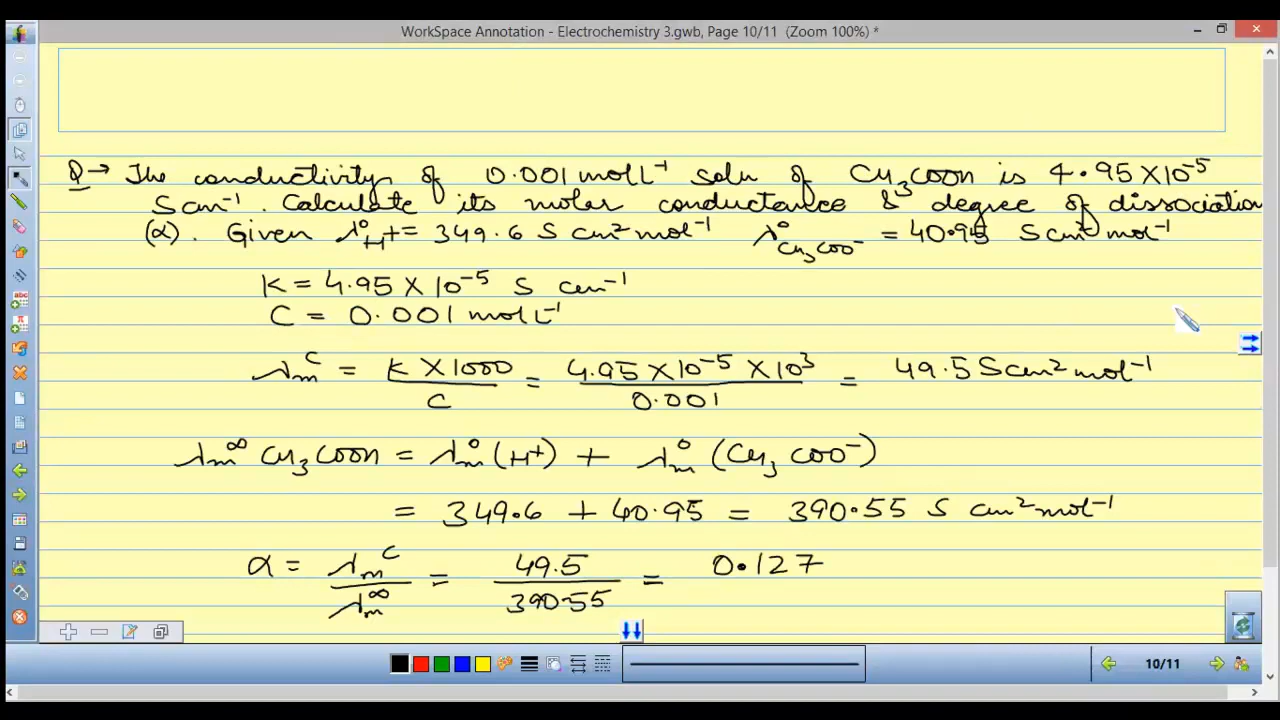 WorkSpace Annotation - Electrochemistry 3.gwb, Page 10/11 (Zoom 100%) *
Q → The conductivity of 0.001 mol L⁻¹ soln of CH₃COOH is 4.95 X 10⁻⁵
S cm⁻¹. Calculate its molar conductance & degree of dissociation
(α). Given λ°H⁺ = 349.6 S cm² mol⁻¹ λ°CH₃COO⁻ = 40.95 S cm² mol⁻¹
K = 4.95 X 10⁻⁵ S cm⁻¹
C = 0.001 mol L⁻¹
λₘᶜ = K X 1000 / C = 4.95 X 10⁻⁵ X 10³ / 0.001 = 49.5 S cm² mol⁻¹
λₘ^∞ CH₃COOH = λₘ° (H⁺) + λₘ° (CH₃COO⁻)
= 349.6 + 40.95 = 390.55 S cm² mol⁻¹
α = λₘᶜ / λₘ^∞ = 49.5 / 390.55 = 0.127
abc
π
10/11